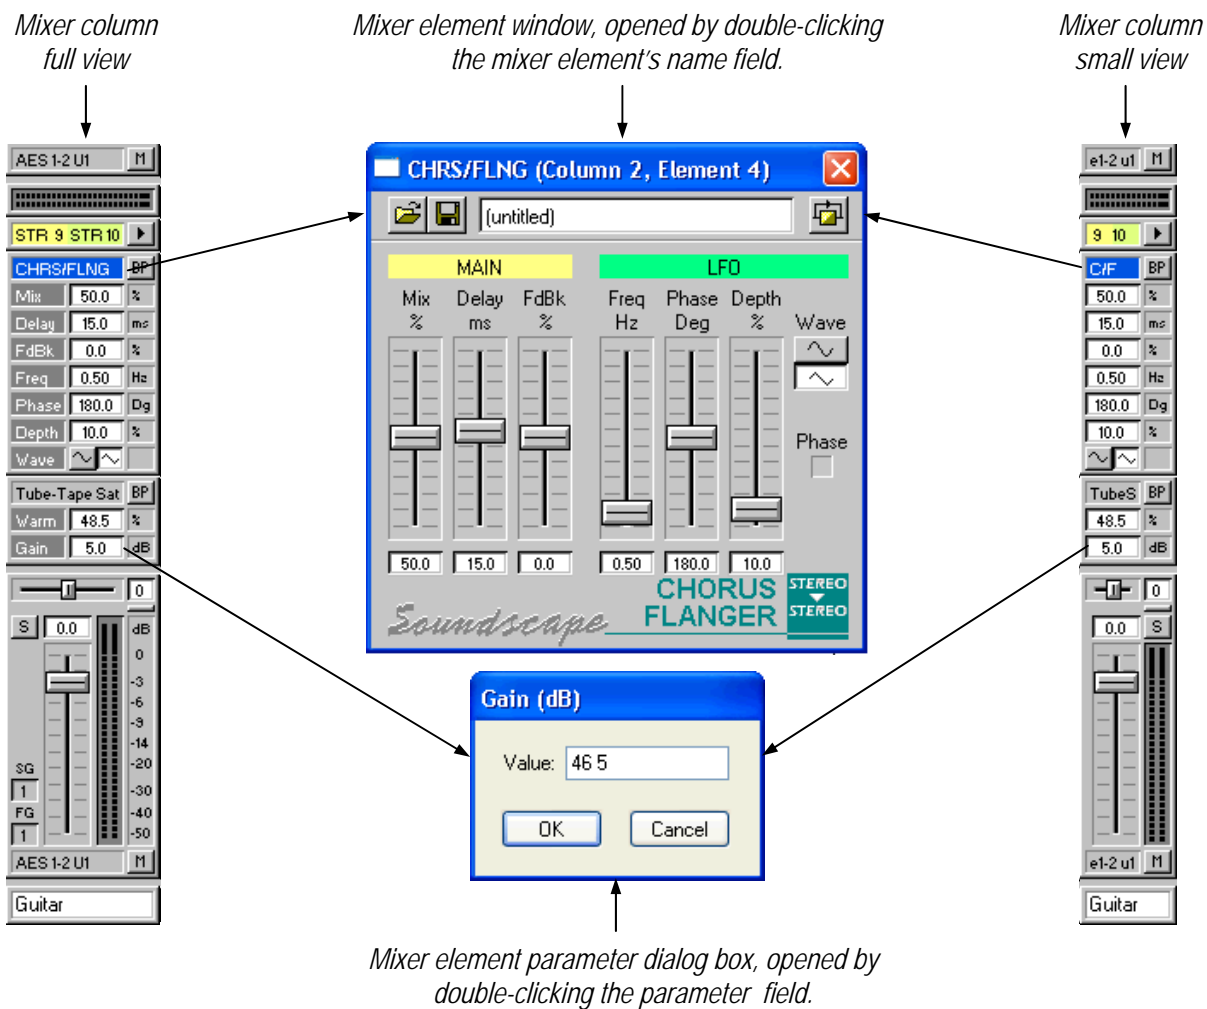 Mixer column
full view
Mixer element window, opened by double-clicking
the mixer element's name field.
Mixer column
small view
AES 1-2 U1 M
STR 9 STR 10
CHRS/FLNG BP
Mix 50.0 %
Delay 15.0 ms
FdBk 0.0 %
Freq 0.50 Hz
Phase 180.0 Dg
Depth 10.0 %
Wave
Tube-Tape Sat BP
Warm 48.5 %
Gain 5.0 dB
0
S 0.0 dB
0
-3
-6
-9
-14
-20
-30
-40
-50
SG
1
FG
1
AES 1-2 U1 M
Guitar
CHRS/FLNG (Column 2, Element 4)
(untitled)
MAIN LFO
Mix Delay FdBk Freq Phase Depth
% ms % Hz Deg % Wave
Phase
50.0 15.0 0.0 0.50 180.0 10.0
Soundscape
CHORUS
FLANGER
STEREO
STEREO
Gain (dB)
Value: 46 5
OK Cancel
e1-2 u1 M
9 10
C/F BP
50.0 %
15.0 ms
0.0 %
0.50 Hz
180.0 Dg
10.0 %
TubeS BP
48.5 %
5.0 dB
0
0.0 S
e1-2 u1 M
Guitar
Mixer element parameter dialog box, opened by
double-clicking the parameter field.